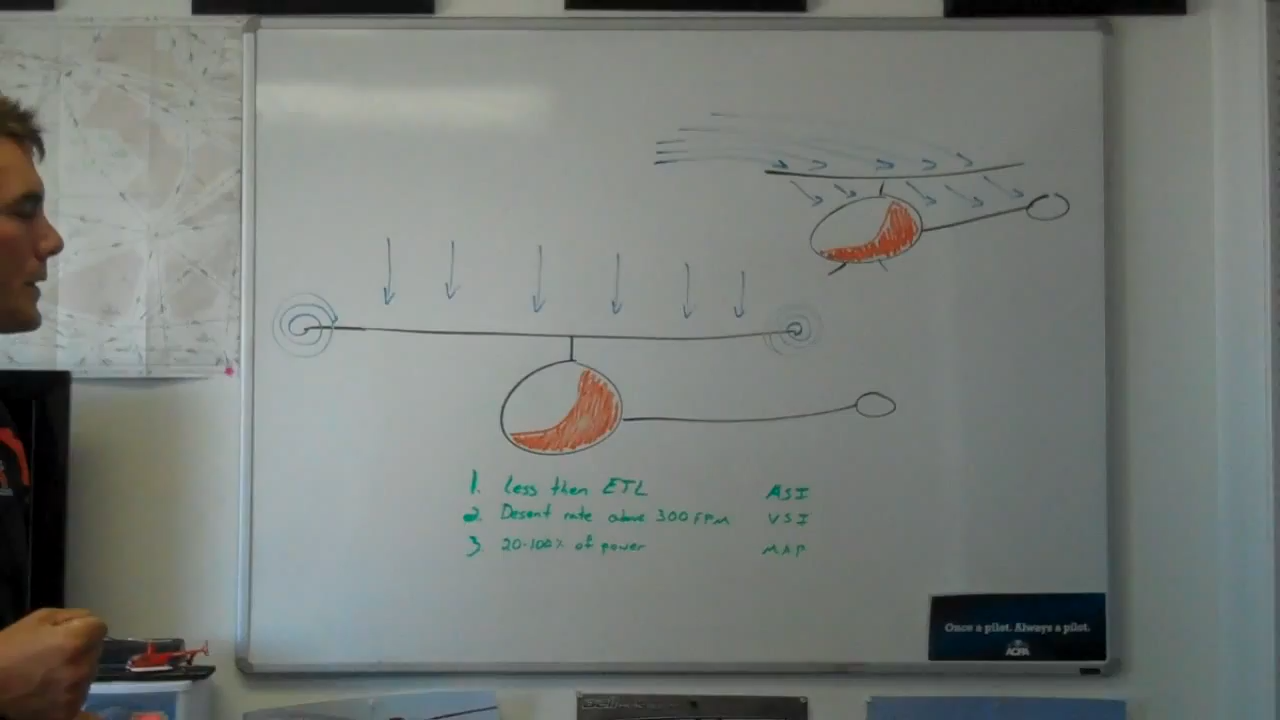 1. Less then ETL ASI
2. Desent rate above 300 FPM VSI
3 20-100% of power MAP
Once a pilot. Always a pilot.
ACPA